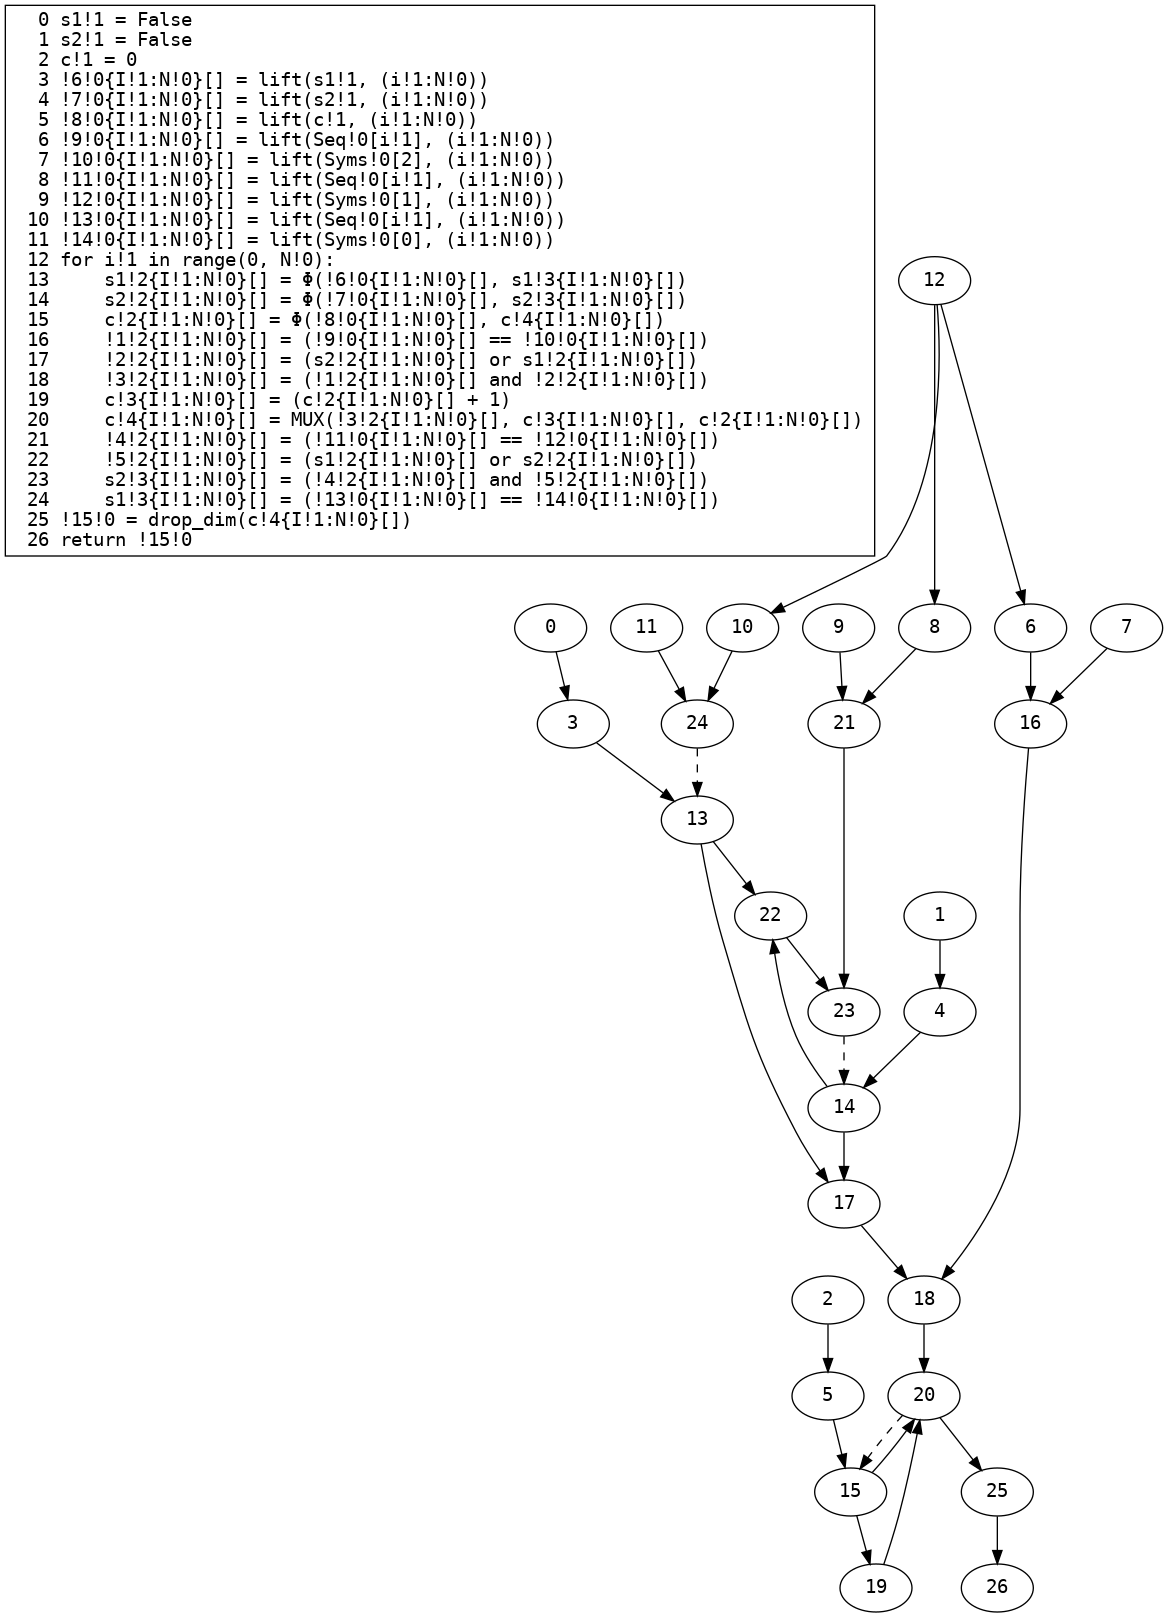 0 s1!1 = False
1 s2!1 = False
2 c!1 = 0
3 !6!0{I!1:N!0}[] = lift(s1!1, (i!1:N!0))
4 !7!0{I!1:N!0}[] = lift(s2!1, (i!1:N!0))
5 !8!0{I!1:N!0}[] = lift(c!1, (i!1:N!0))
6 !9!0{I!1:N!0}[] = lift(Seq!0[i!1], (i!1:N!0))
7 !10!0{I!1:N!0}[] = lift(Syms!0[2], (i!1:N!0))
8 !11!0{I!1:N!0}[] = lift(Seq!0[i!1], (i!1:N!0))
9 !12!0{I!1:N!0}[] = lift(Syms!0[1], (i!1:N!0))
10 !13!0{I!1:N!0}[] = lift(Seq!0[i!1], (i!1:N!0))
11 !14!0{I!1:N!0}[] = lift(Syms!0[0], (i!1:N!0))
12 for i!1 in range(0, N!0):
13     s1!2{I!1:N!0}[] = Φ(!6!0{I!1:N!0}[], s1!3{I!1:N!0}[])
14     s2!2{I!1:N!0}[] = Φ(!7!0{I!1:N!0}[], s2!3{I!1:N!0}[])
15     c!2{I!1:N!0}[] = Φ(!8!0{I!1:N!0}[], c!4{I!1:N!0}[])
16     !1!2{I!1:N!0}[] = (!9!0{I!1:N!0}[] == !10!0{I!1:N!0}[])
17     !2!2{I!1:N!0}[] = (s2!2{I!1:N!0}[] or s1!2{I!1:N!0}[])
18     !3!2{I!1:N!0}[] = (!1!2{I!1:N!0}[] and !2!2{I!1:N!0}[])
19     c!3{I!1:N!0}[] = (c!2{I!1:N!0}[] + 1)
20     c!4{I!1:N!0}[] = MUX(!3!2{I!1:N!0}[], c!3{I!1:N!0}[], c!2{I!1:N!0}[])
21     !4!2{I!1:N!0}[] = (!11!0{I!1:N!0}[] == !12!0{I!1:N!0}[])
22     !5!2{I!1:N!0}[] = (s1!2{I!1:N!0}[] or s2!2{I!1:N!0}[])
23     s2!3{I!1:N!0}[] = (!4!2{I!1:N!0}[] and !5!2{I!1:N!0}[])
24     s1!3{I!1:N!0}[] = (!13!0{I!1:N!0}[] == !14!0{I!1:N!0}[])
25 !15!0 = drop_dim(c!4{I!1:N!0}[])
26 return !15!0
12
0
11
10
9
8
6
7
3
24
21
16
13
22
1
23
4
14
17
2
18
5
20
15
25
19
26